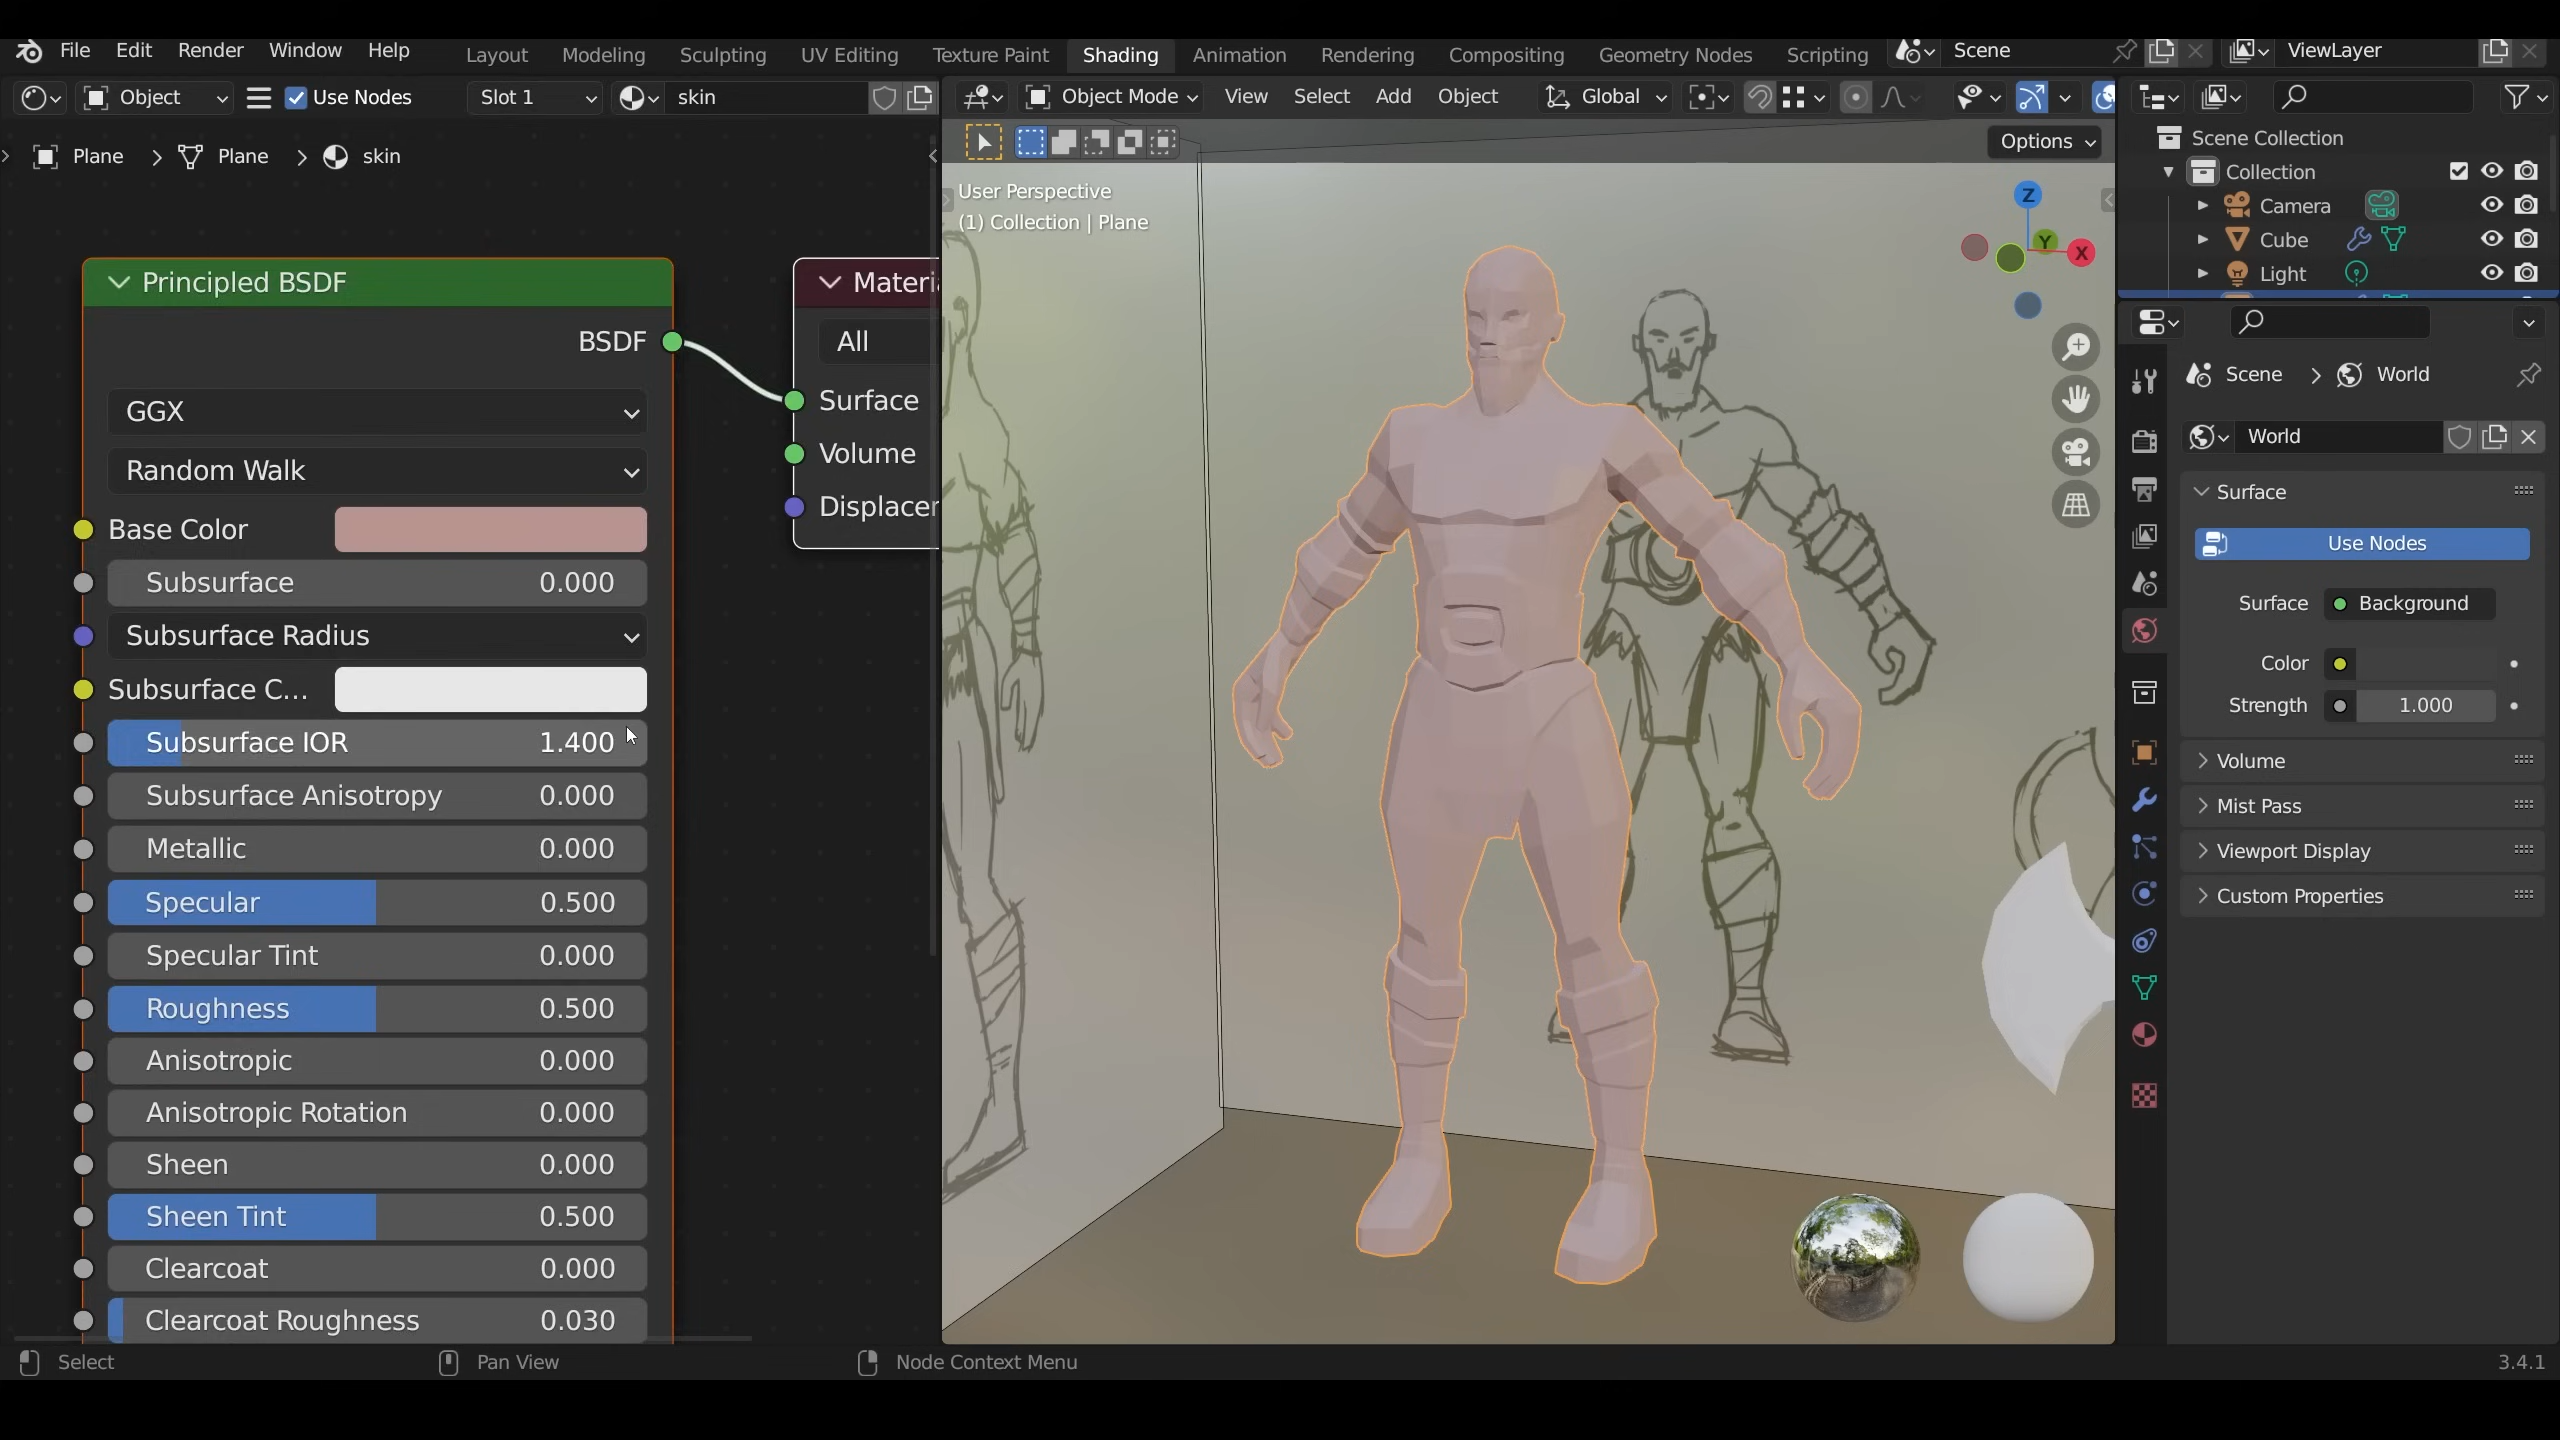 File Edit Render Window Help
Layout Modeling Sculpting UV Editing Texture Paint Shading Animation Rendering Compositing Geometry Nodes Scripting
Scene ViewLayer
Object Use Nodes Slot 1 skin
Object Mode View Select Add Object Global
Options
Plane > Plane > skin
Principled BSDF
BSDF
GGX
Random Walk
Base Color
Subsurface 0.000
Subsurface Radius
Subsurface C...
Subsurface IOR 1.400
Subsurface Anisotropy 0.000
Metallic 0.000
Specular 0.500
Specular Tint 0.000
Roughness 0.500
Anisotropic 0.000
Anisotropic Rotation 0.000
Sheen 0.000
Sheen Tint 0.500
Clearcoat 0.000
Clearcoat Roughness 0.030
Materi
All
Surface
Volume
Displacer
User Perspective
(1) Collection | Plane
Z
Y
X
Scene Collection
Collection
Camera
Cube
Light
Scene > World
World
Surface
Use Nodes
Surface Background
Color
Strength 1.000
Volume
Mist Pass
Viewport Display
Custom Properties
Select Pan View Node Context Menu 3.4.1